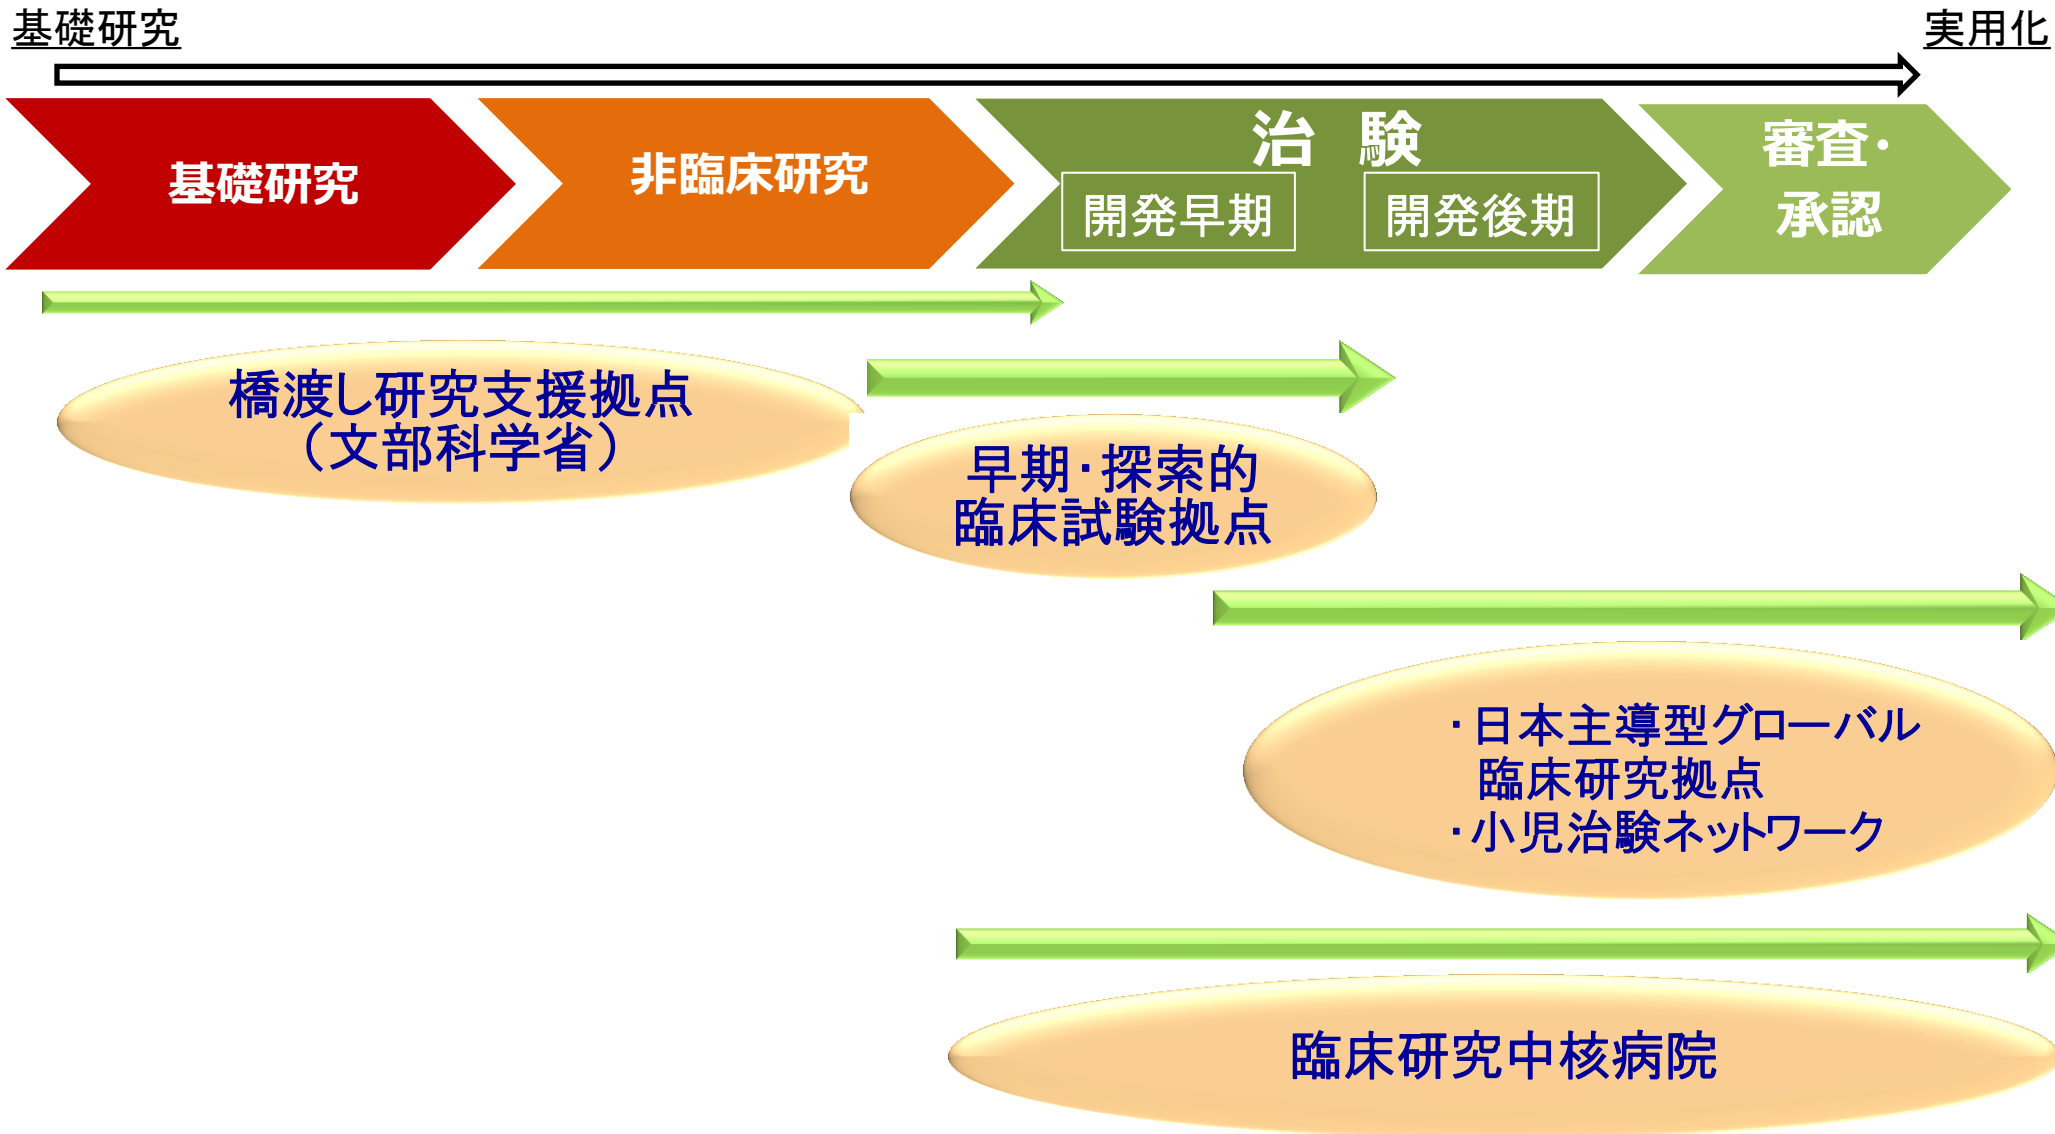 基礎研究
実用化
基礎研究
非臨床研究
治　験
開発早期
開発後期
審査・
承認
橋渡し研究支援拠点
（文部科学省）
早期・探索的
臨床試験拠点
・日本主導型グローバル
臨床研究拠点
・小児治験ネットワーク
臨床研究中核病院